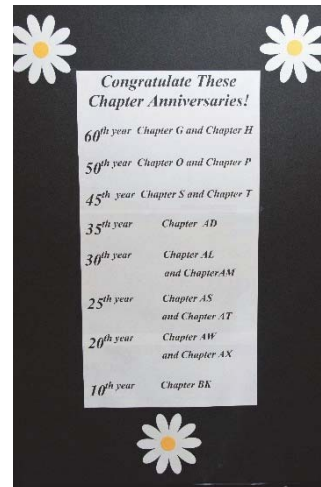 Congratulate These
Chapter Anniversaries!
60th year Chapter G and Chapter H
50th year Chapter O and Chapter P
45th year Chapter S and Chapter T
35th year Chapter AD
30th year Chapter AL
and ChapterAM
25th year Chapter AS
and Chapter AT
20th year Chapter AW
and Chapter AX
10th year Chapter BK